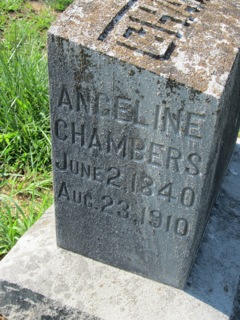 ANGELINE
CHAMBERS
JUNE 2, 1840
AUG. 23, 1910